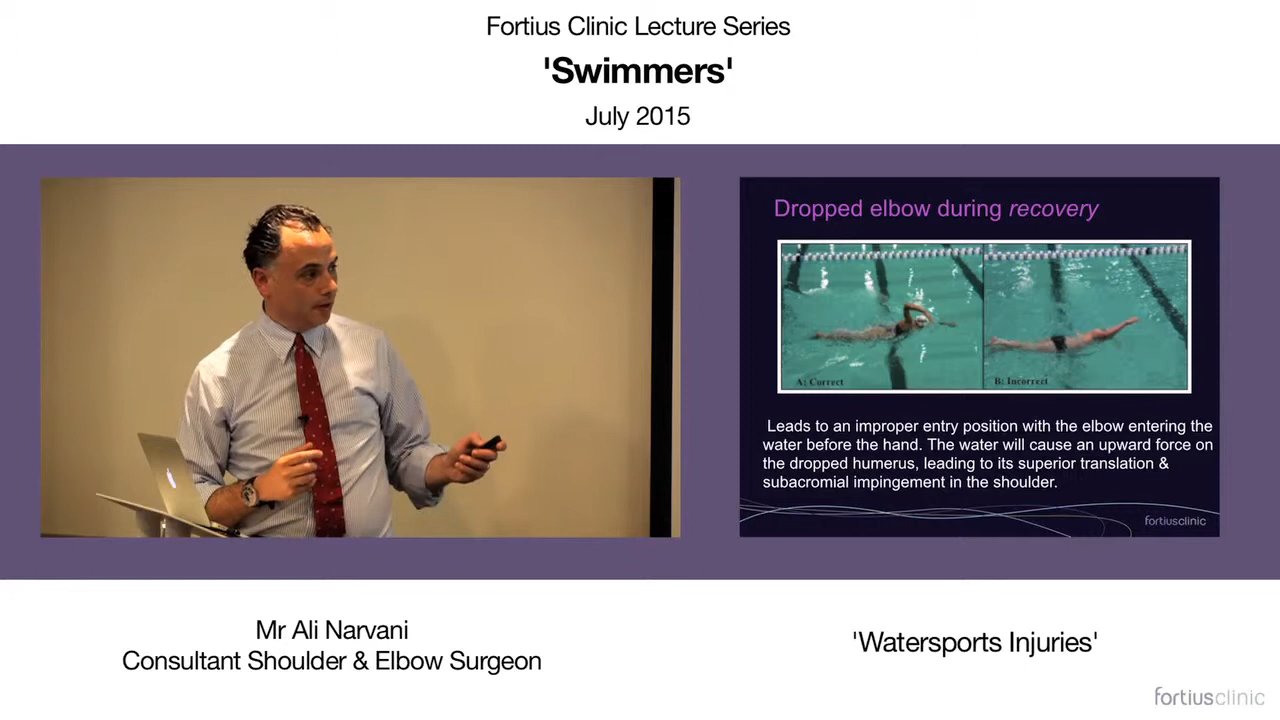 Fortius Clinic Lecture Series
'Swimmers'
July 2015
Dropped elbow during recovery
A: Correct
B: Incorrect
Leads to an improper entry position with the elbow entering the
water before the hand. The water will cause an upward force on
the dropped humerus, leading to its superior translation &
subacromial impingement in the shoulder.
fortiusclinic
Mr Ali Narvani
Consultant Shoulder & Elbow Surgeon
'Watersports Injuries'
fortiusclinic